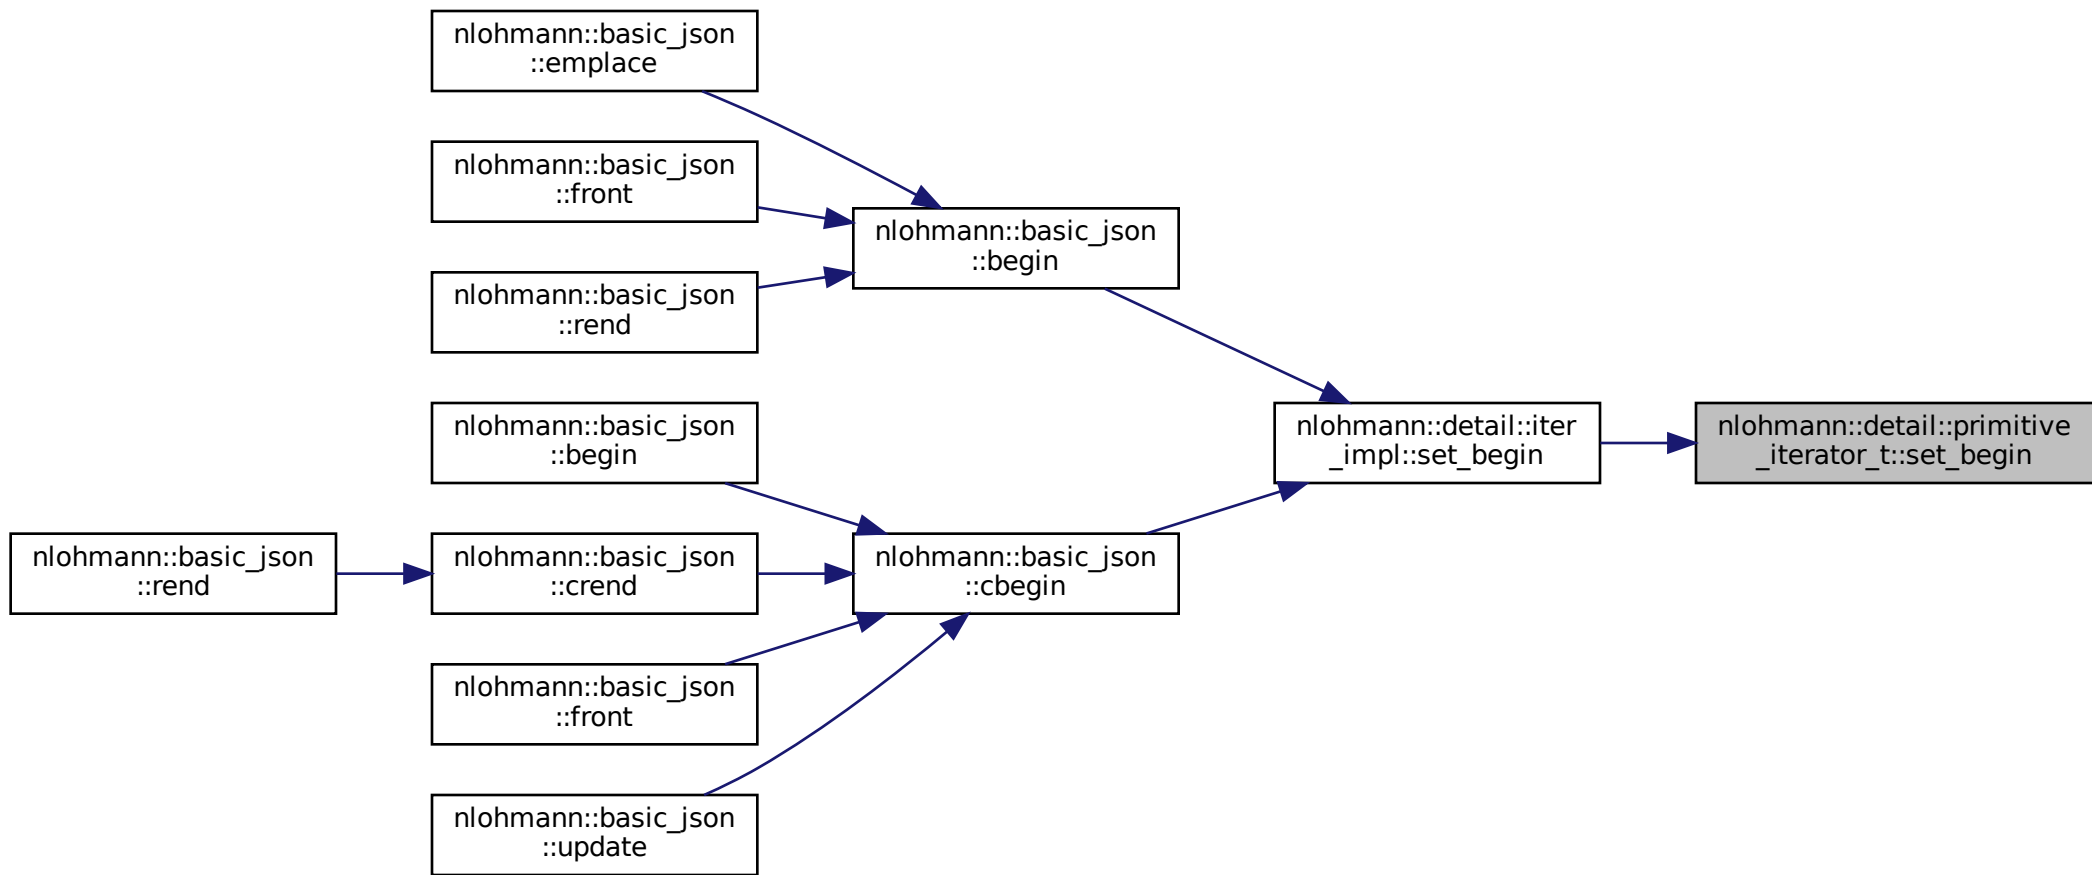 nlohmann::basic_json
::emplace
nlohmann::basic_json
::front
nlohmann::basic_json
::begin
nlohmann::basic_json
::rend
nlohmann::basic_json
::begin
nlohmann::detail::iter
_impl::set_begin
nlohmann::detail::primitive
_iterator_t::set_begin
nlohmann::basic_json
::rend
nlohmann::basic_json
::crend
nlohmann::basic_json
::cbegin
nlohmann::basic_json
::front
nlohmann::basic_json
::update